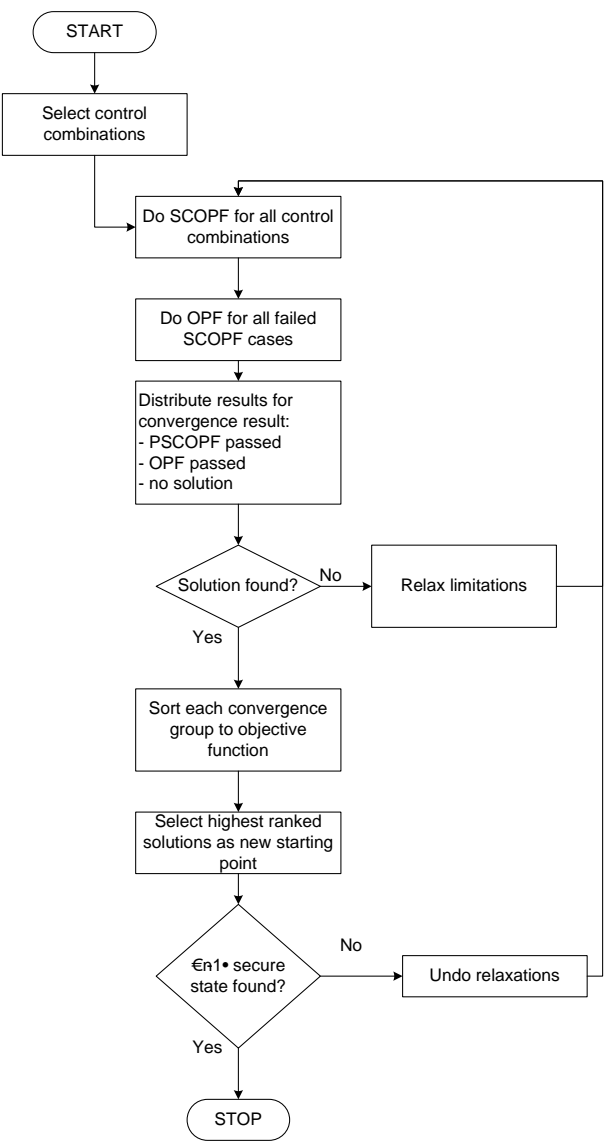 START
Select control
combinations
Do SCOPF for all control
combinations
Do OPF for all failed
SCOPF cases
Distribute results for
convergence result:
- PSCOPF passed
- OPF passed
- no solution
Solution found?
No
Relax limitations
Yes
Sort each convergence
group to objective
function
Select highest ranked
solutions as new starting
point
€n-1• secure
state found?
No
Undo relaxations
Yes
STOP